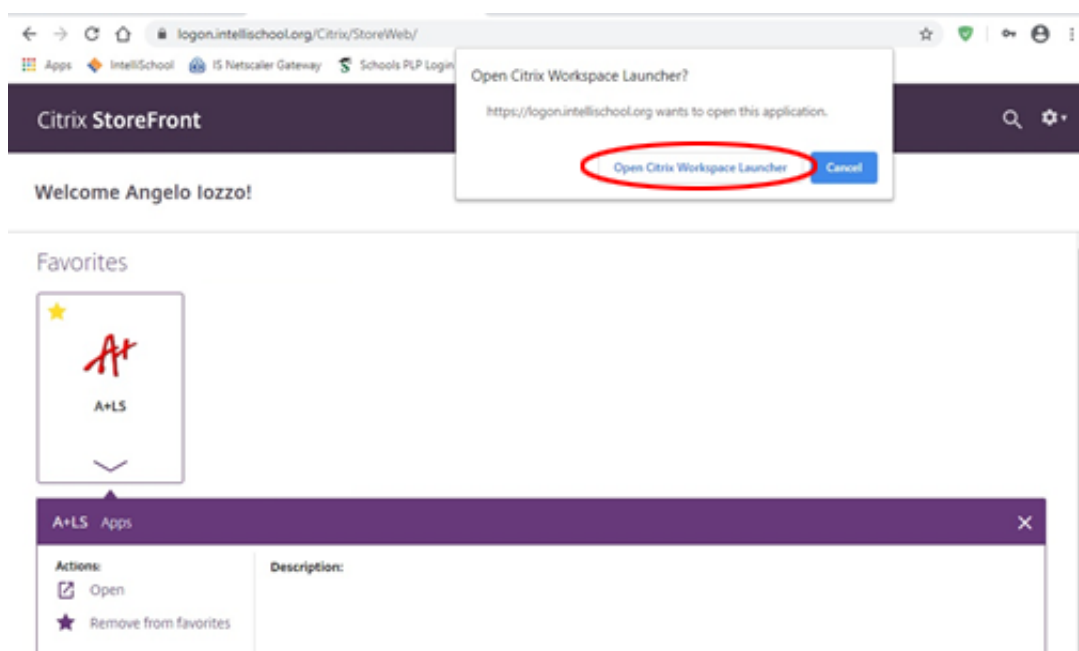 logon.intellischool.org/Citrix/StoreWeb/
Apps IntelliSchool IS Netscaler Gateway Schools PLP Login
Open Citrix Workspace Launcher?
https://logon.intellischool.org wants to open this application.
Open Citrix Workspace Launcher Cancel
Citrix StoreFront
Welcome Angelo Iozzo!
Favorites
A+
A+LS
A+LS Apps
Actions: Description:
Open
Remove from favorites